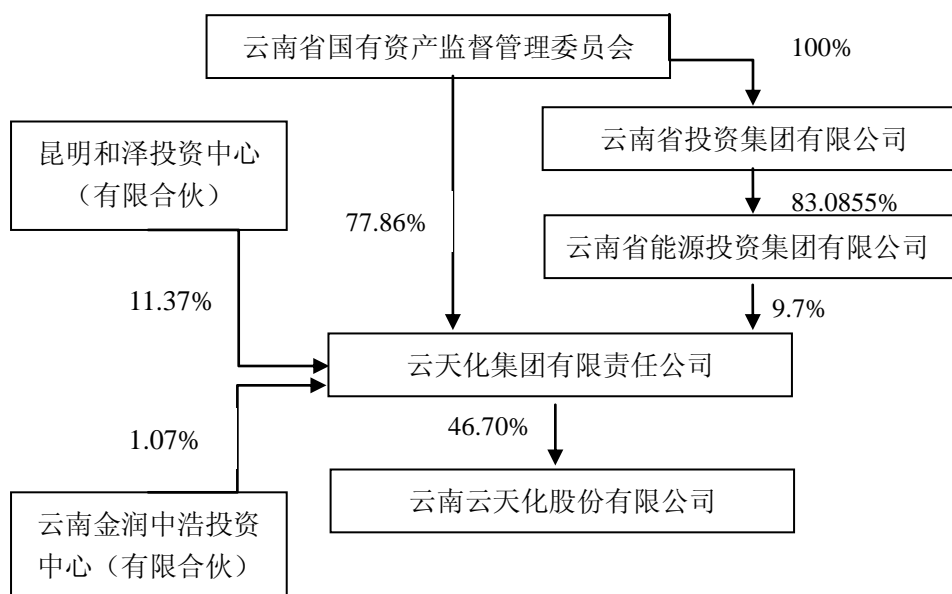 云南省国有资产监督管理委员会
100%
云南省投资集团有限公司
昆明和泽投资中心
（有限合伙）
83.0855%
77.86%
云南省能源投资集团有限公司
11.37%
9.7%
云天化集团有限责任公司
1.07%
46.70%
云南云天化股份有限公司
云南金润中浩投资
中心（有限合伙）